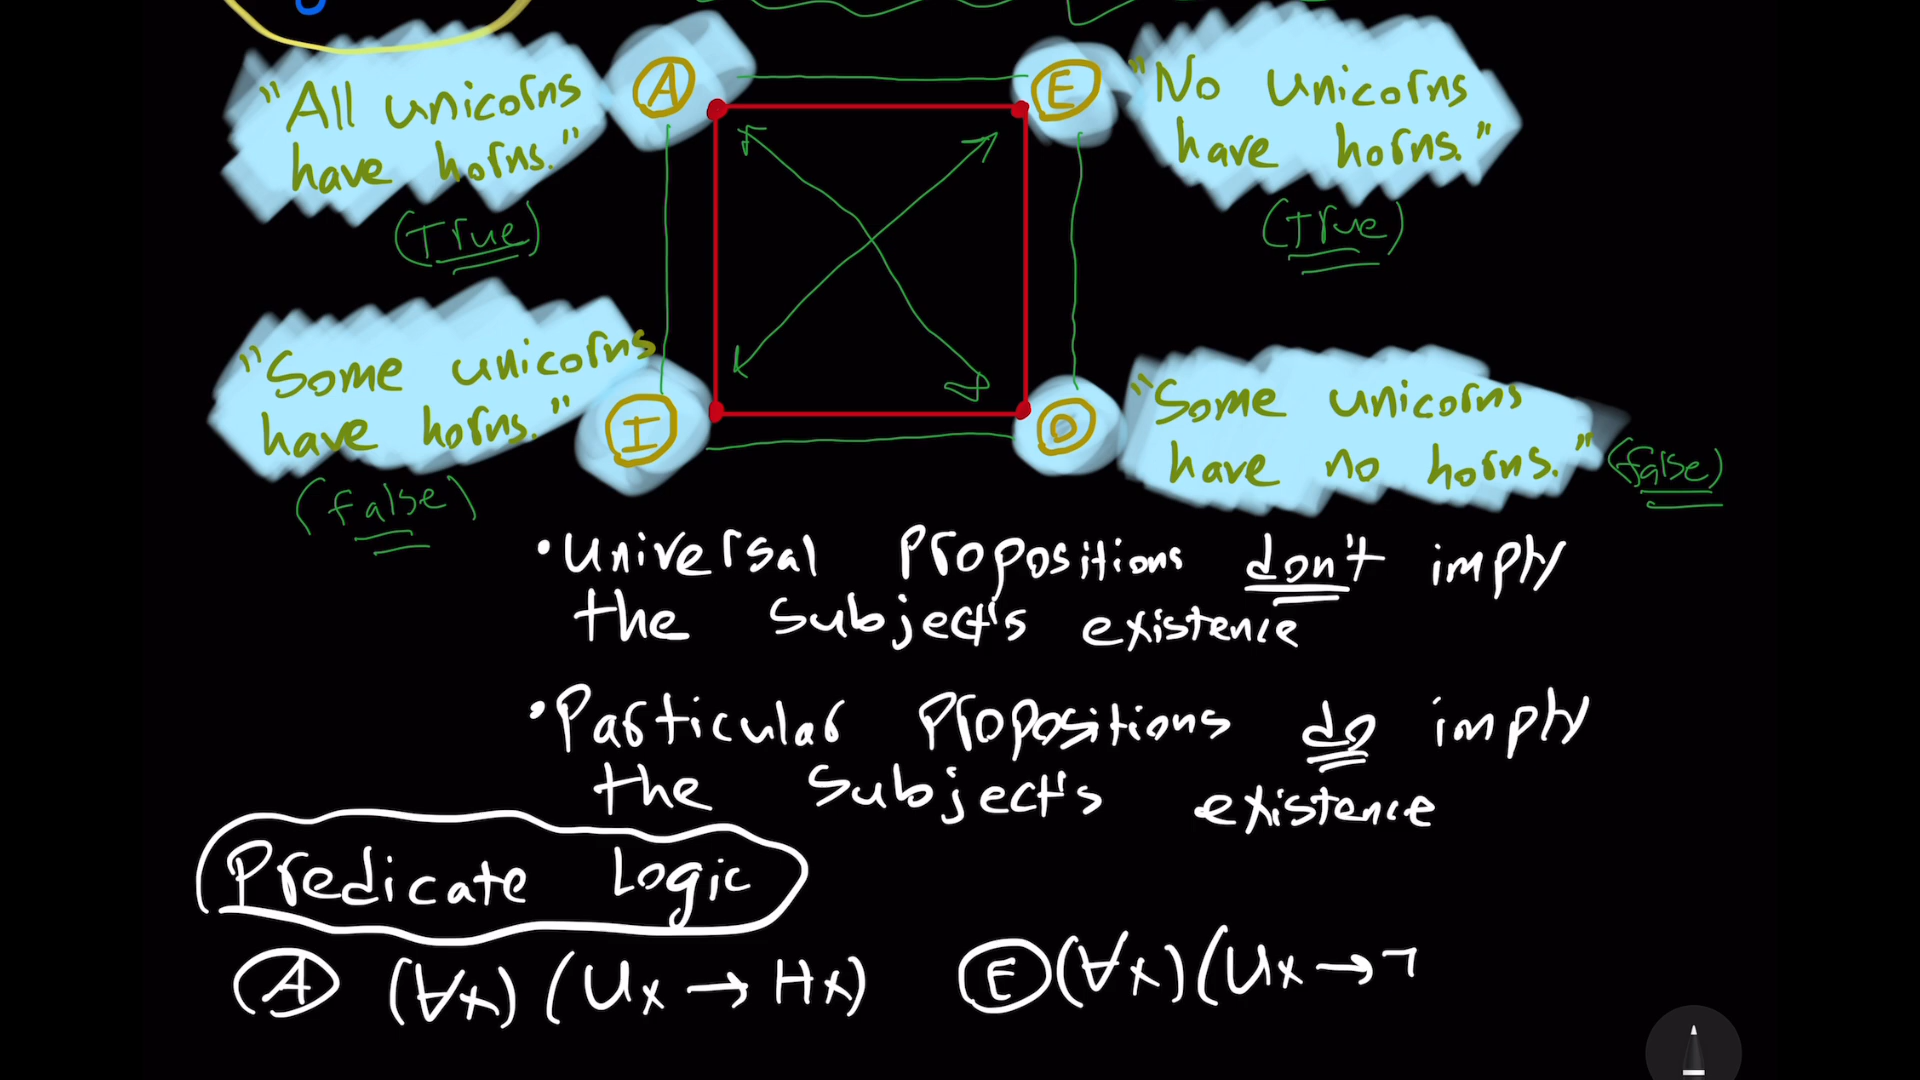 "All unicorns
have horns."
(True)
A
E
"No unicorns
have horns."
(True)
"Some unicorns
have horns."
(false)
I
O
"Some unicorns
have no horns."
(false)
• Universal Propositions don't imply
the subject's existence
• Particular Propositions do imply
the subject's existence
Predicate Logic
A (∀x) (Ux → Hx)
E (∀x) (Ux → ¬